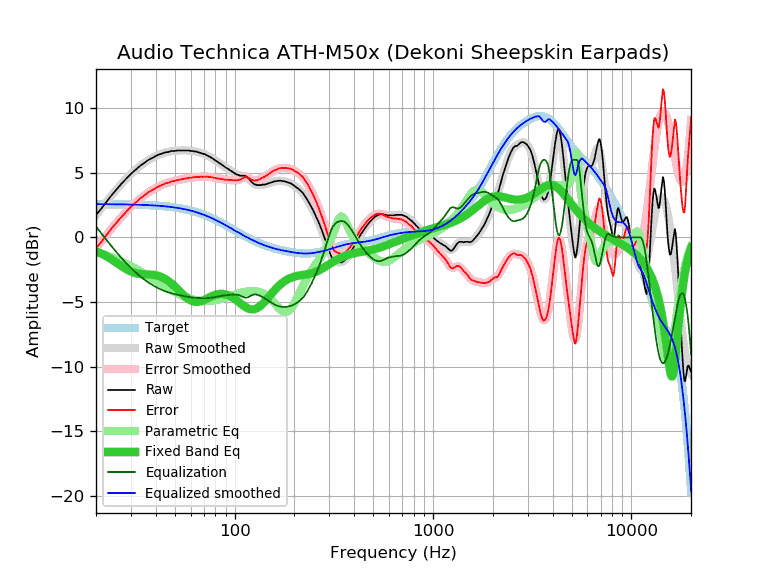 Audio Technica ATH-M50x (Dekoni Sheepskin Earpads)
10
5
0
−5
−10
−15
−20
Amplitude (dBr)
Target
Raw Smoothed
Error Smoothed
Raw
Error
Parametric Eq
Fixed Band Eq
Equalization
Equalized smoothed
100
1000
10000
Frequency (Hz)